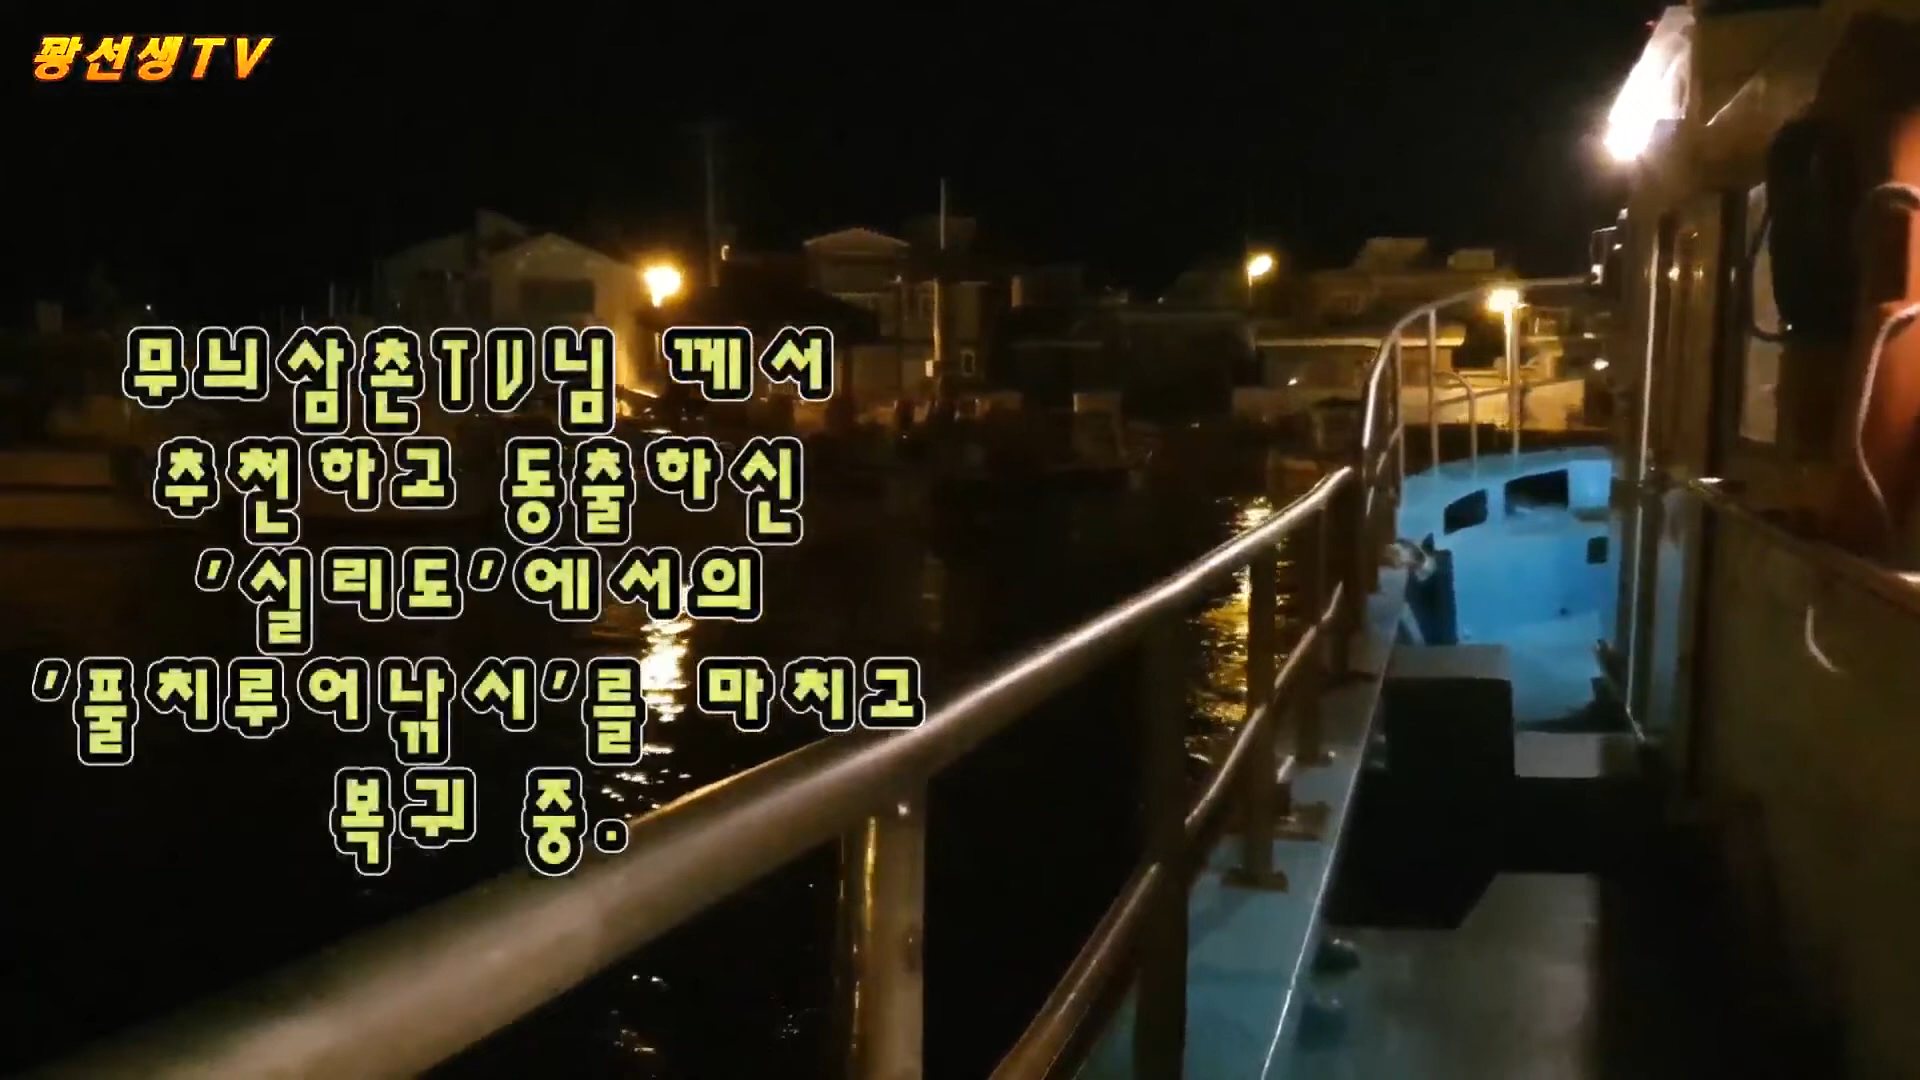 꽝선생TV
무늬삼촌TV님 께서
추천하고 동출하신
'실리도'에서의
'풀치루어낚시'를 마치고
복귀 중.